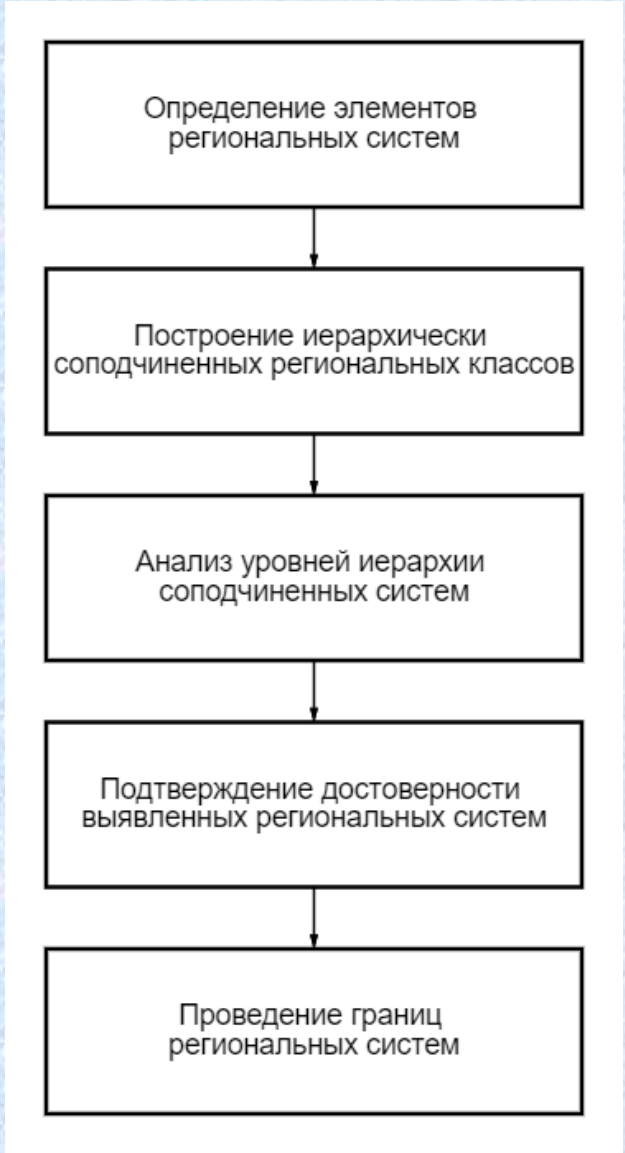 Определение элементов
региональных систем
Построение иерархически
соподчиненных региональных классов
Анализ уровней иерархии
соподчиненных систем
Подтверждение достоверности
выявленных региональных систем
Проведение границ
региональных систем